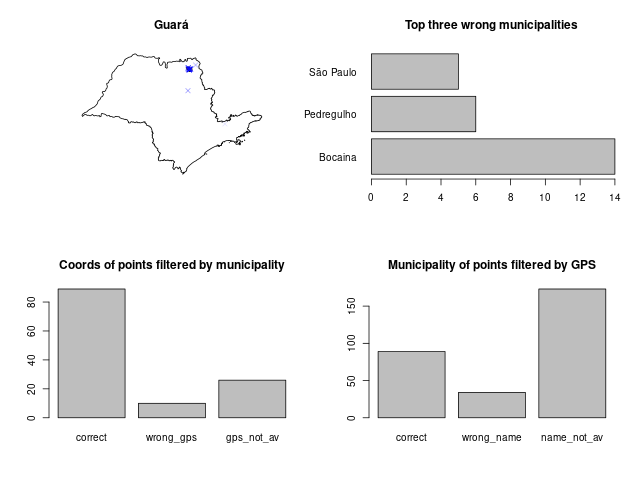 Guará
Top three wrong municipalities
São Paulo
Pedregulho
Bocaina
0 2 4 6 8 10 12 14
Coords of points filtered by municipality
80
60
40
20
0
correct wrong_gps gps_not_av
Municipality of points filtered by GPS
150
100
50
0
correct wrong_name name_not_av